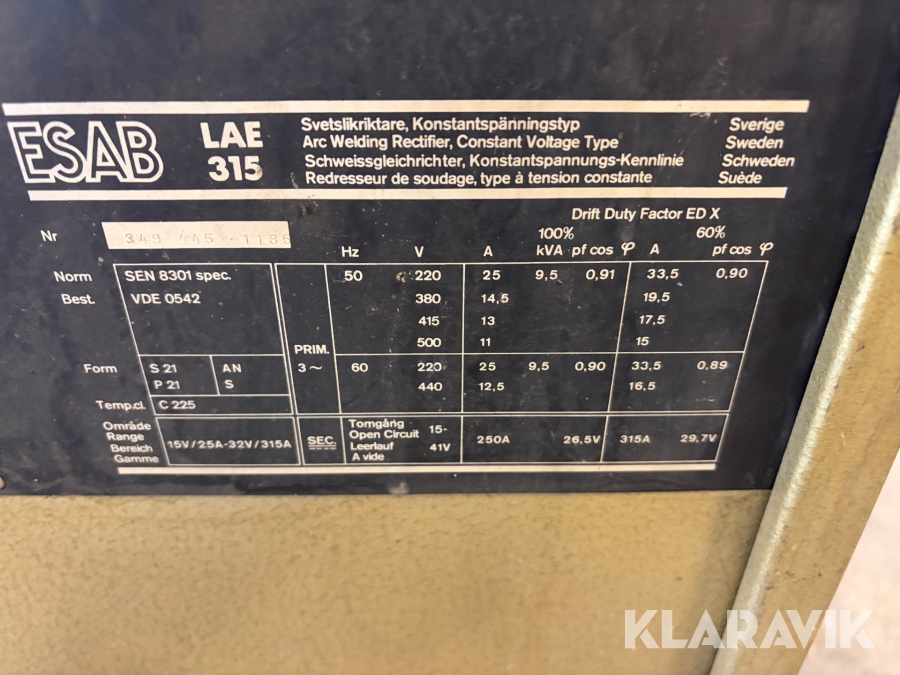 ESAB LAE 315
Svetslikriktare, Konstantspänningstyp Sverige
Arc Welding Rectifier, Constant Voltage Type Sweden
Schweissgleichrichter, Konstantspannungs-Kennlinie Schweden
Redresseur de soudage, type à tension constante Suède
Drift Duty Factor ED X
100% 60%
Nr Hz V A kVA pf cos φ A pf cos φ
Norm SEN 8301 spec. 50 220 25 9,5 0,91 33,5 0,90
Best. VDE 0542 380 14,5 19,5
415 13 17,5
500 11 15
PRIM.
Form S 21 AN 3~ 60 220 25 9,5 0,90 33,5 0,89
P 21 S 440 12,5 16,5
Temp.cl. C 225
Område Tomgång 15-
Range 15V/25A-32V/315A SEC. Open Circuit 250A 26,5V 315A 29,7V
Bereich Leerlauf 41V
Gamme A vide
KLARAVIK